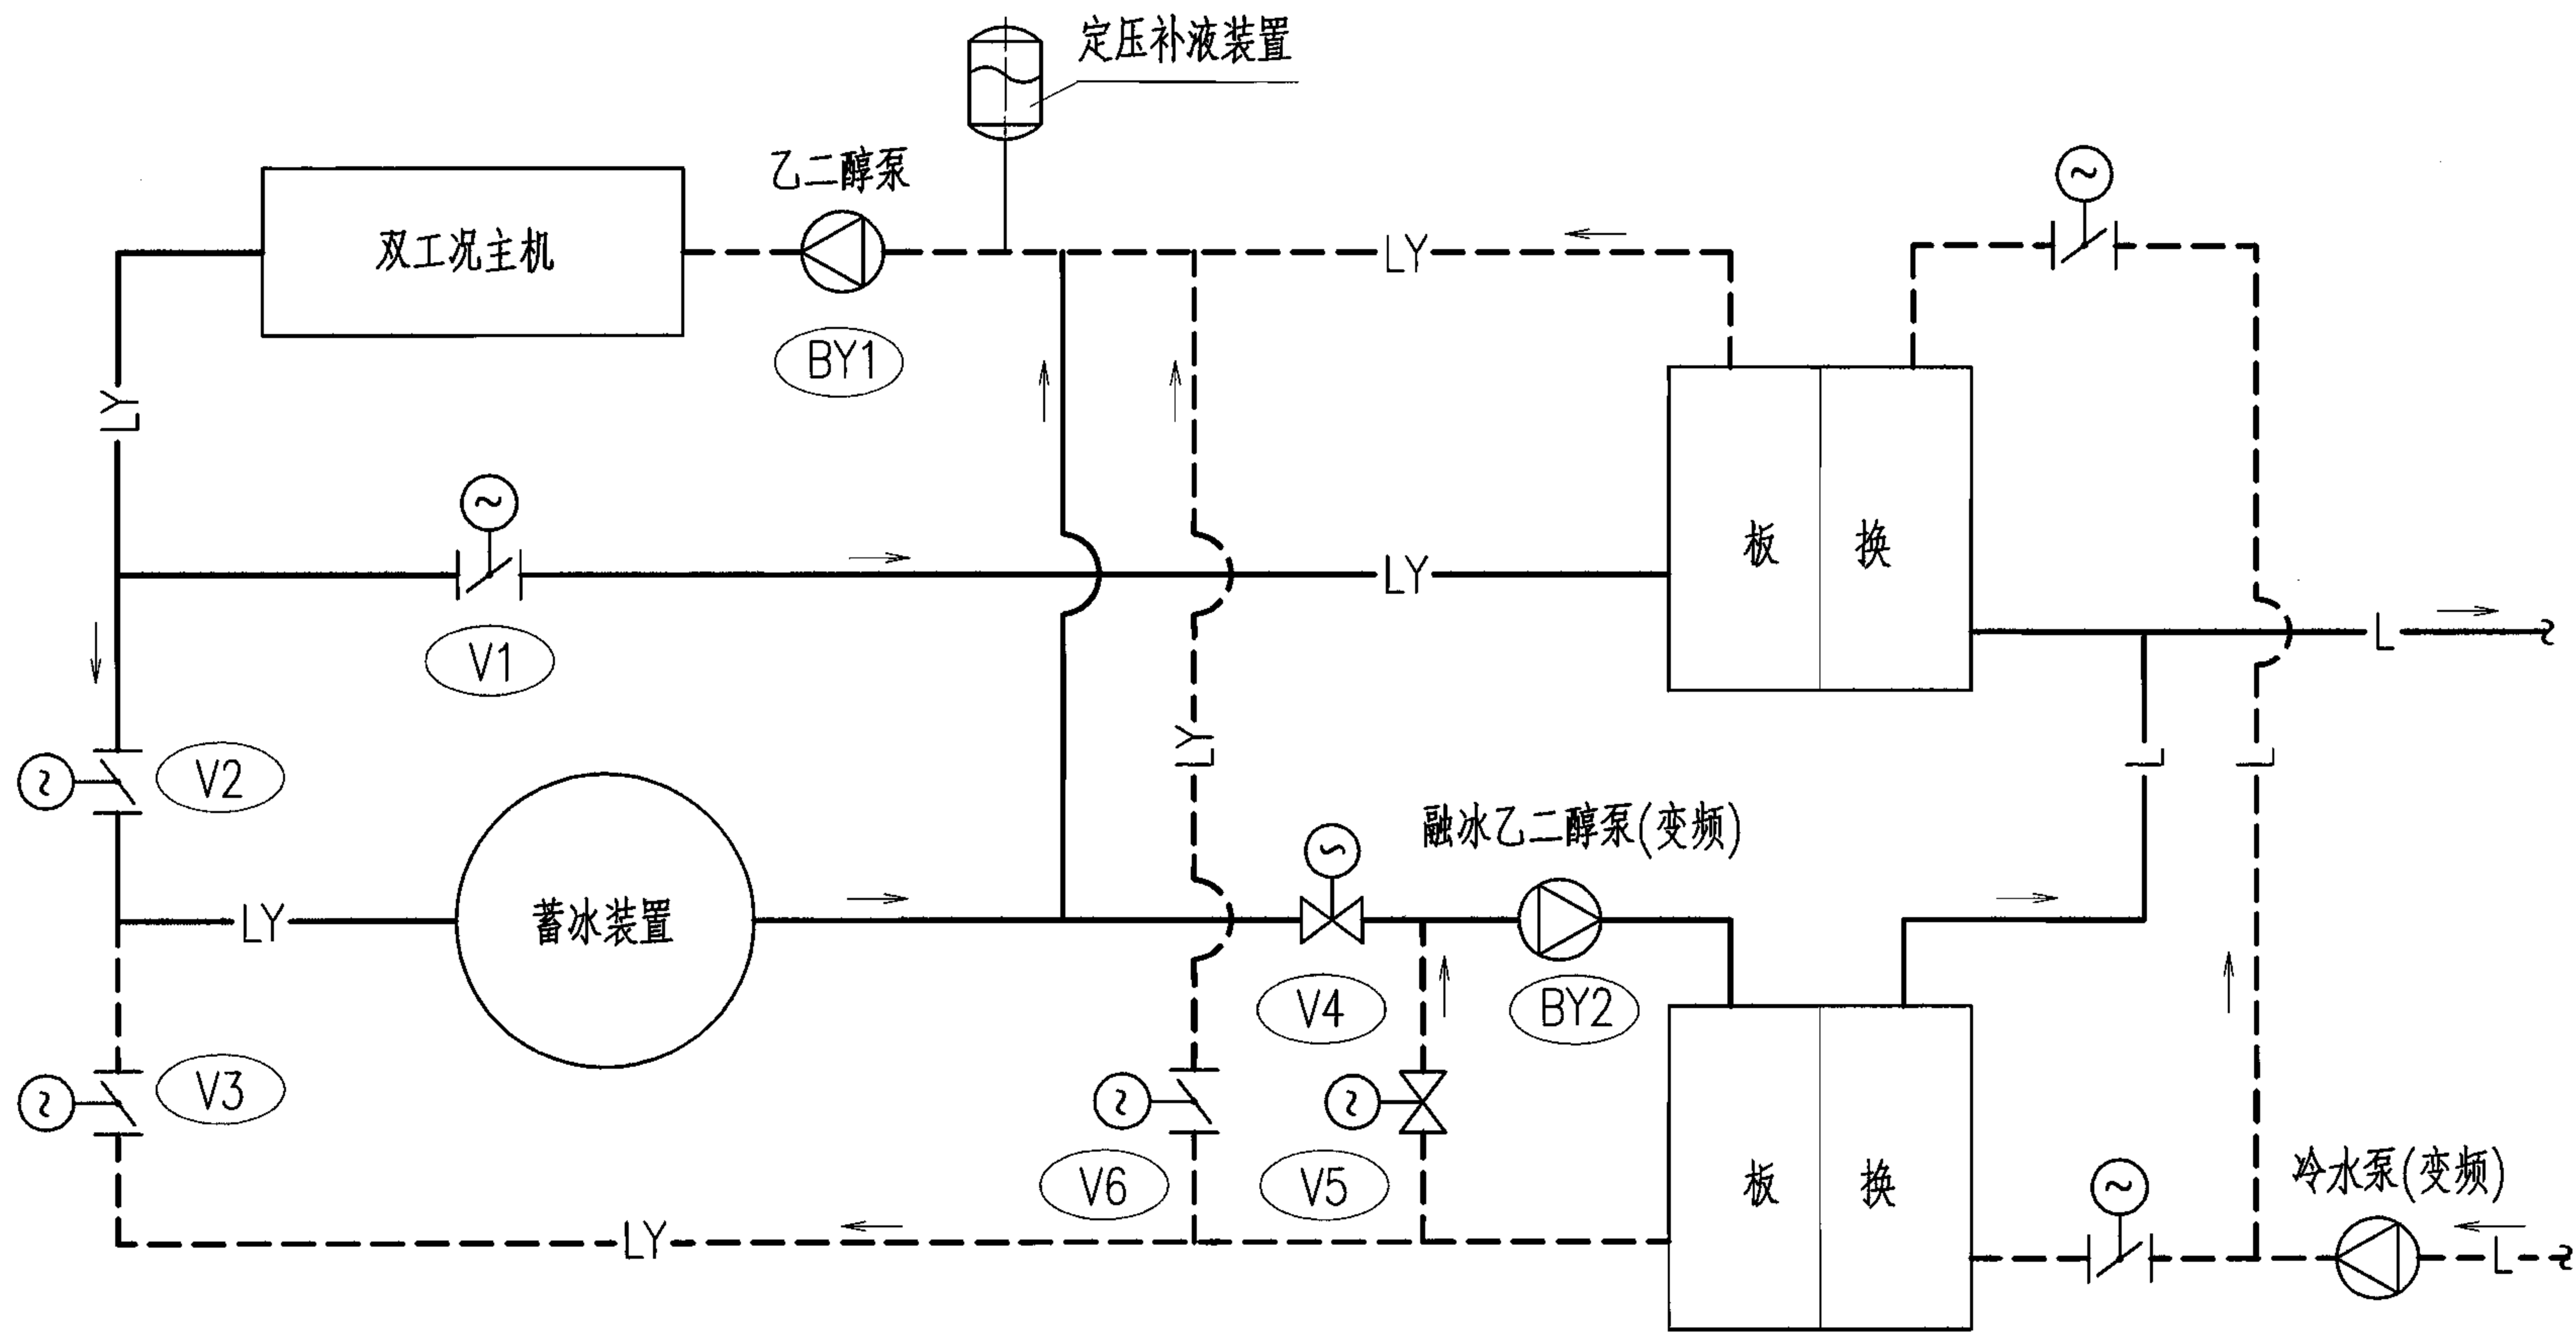 定压补液装置
乙二醇泵
双工况主机
BY1
LY
LY
板 换
LY
V1
L
LY
L
L
V2
融冰乙二醇泵(变频)
蓄冰装置
LY
V4
BY2
V3
V6
V5
板 换
冷水泵(变频)
LY
L